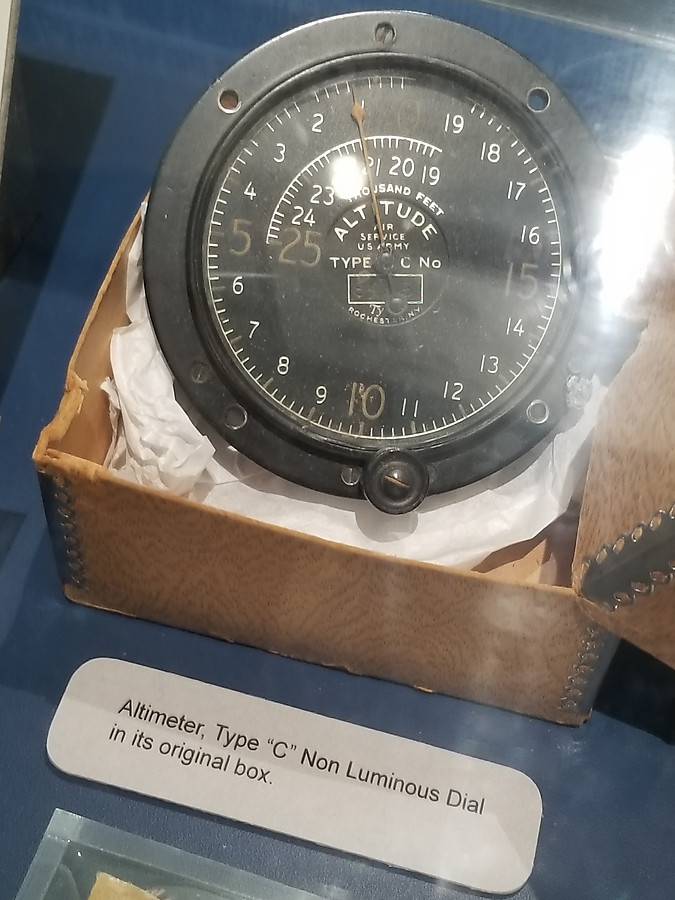 1
19
2
18
3
17
4
16
5
15
6
14
7
13
8
12
9
11
10
20 19
23
24
25
THOUSAND FEET
ALTITUDE
AIR
SERVICE
US ARMY
TYPE C No
ROCHESTER, N.Y.
Altimeter, Type “C” Non Luminous Dial
in its original box.